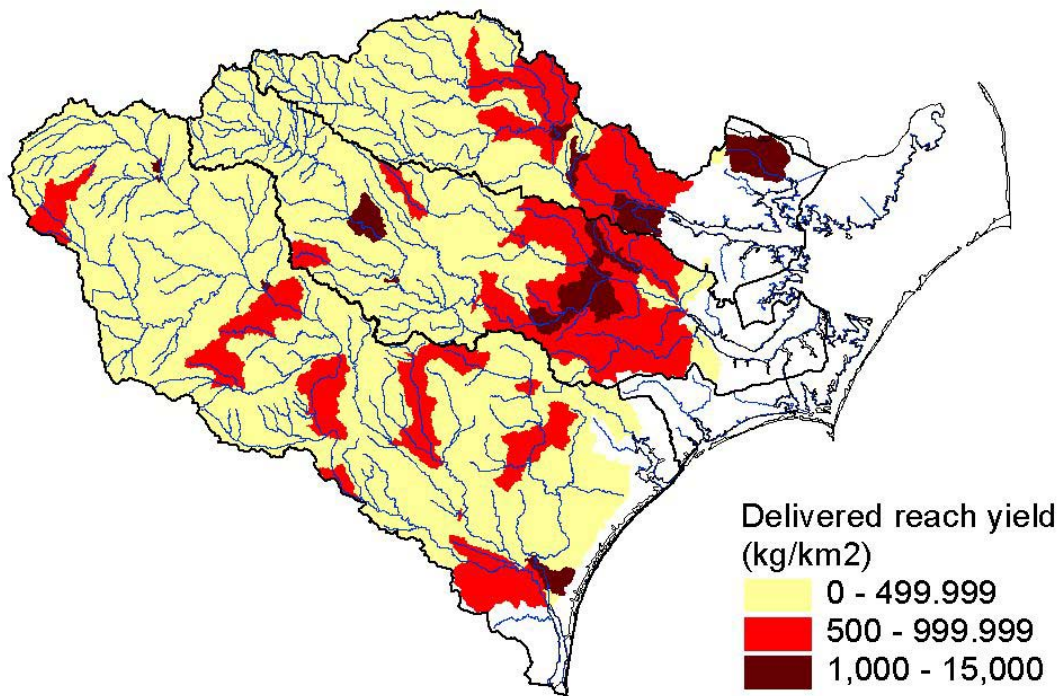 Delivered reach yield
(kg/km2)
0 - 499.999
500 - 999.999
1,000 - 15,000